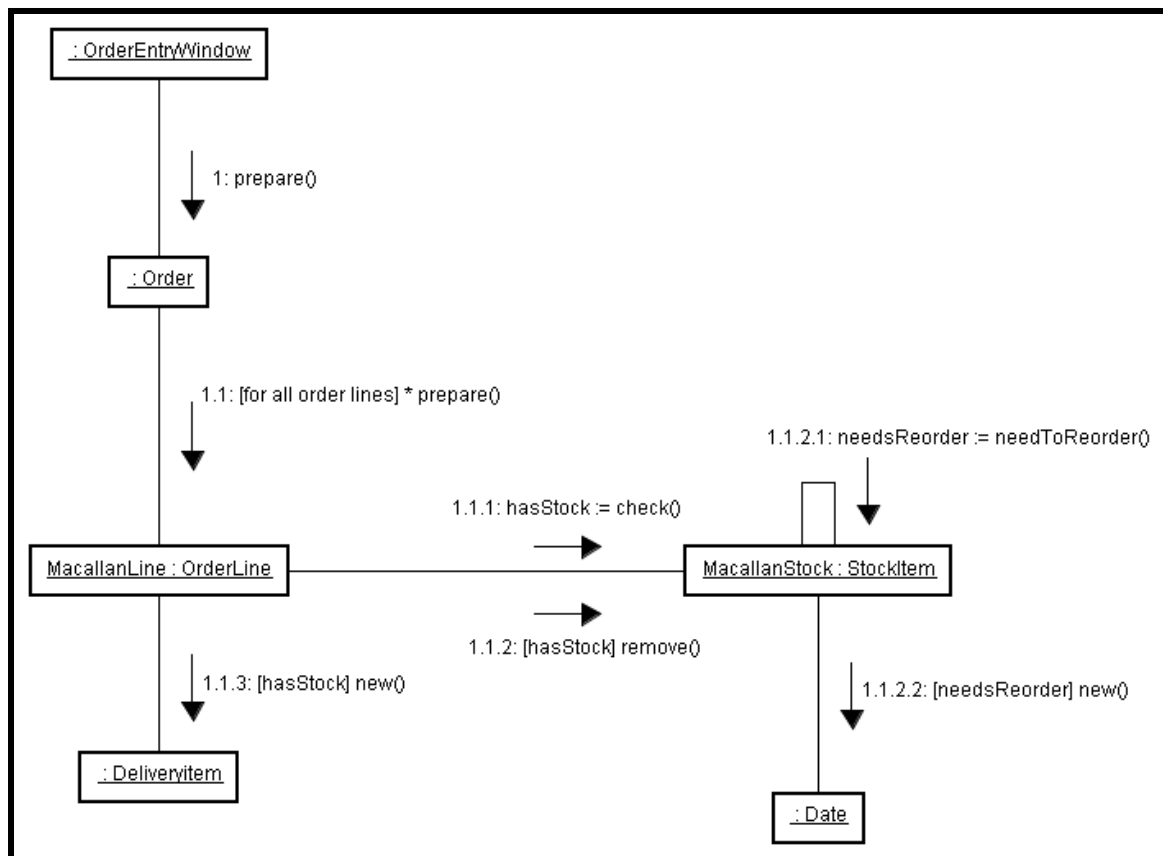 : OrderEntryWindow
1: prepare()
: Order
1.1: [for all order lines] * prepare()
1.1.2.1: needsReorder := needToReorder()
1.1.1: hasStock := check()
MacallanLine : OrderLine
MacallanStock : StockItem
1.1.2: [hasStock] remove()
1.1.3: [hasStock] new()
1.1.2.2: [needsReorder] new()
: Deliveryitem
: Date